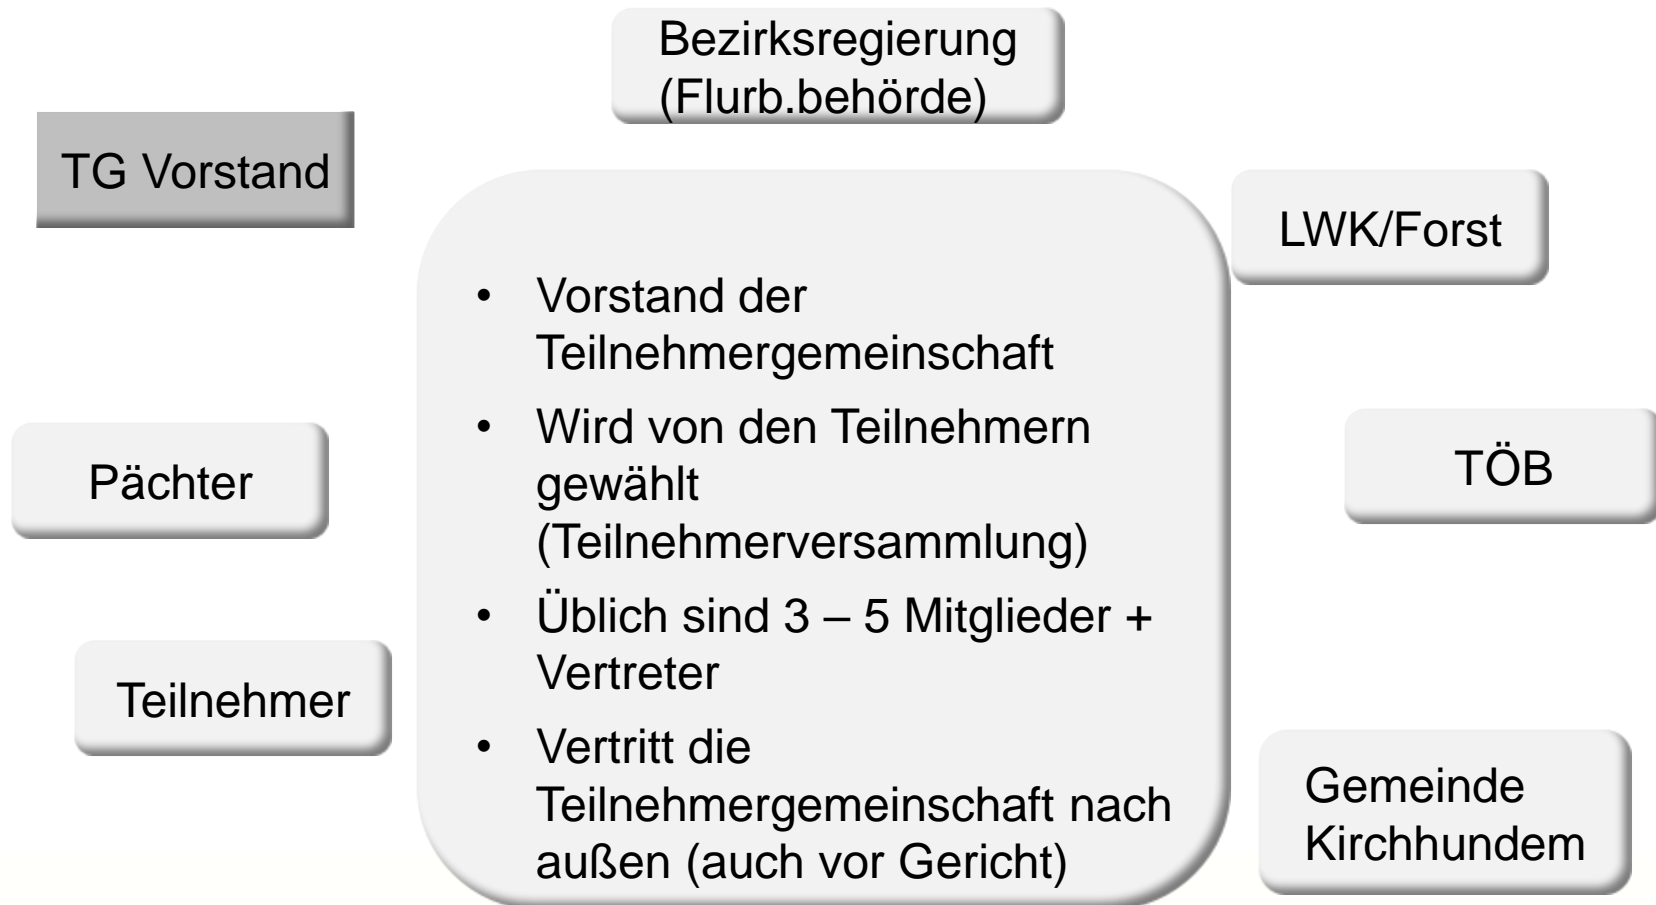 Bezirksregierung
(Flurb.behörde)
TG Vorstand
LWK/Forst
• Vorstand der
Teilnehmergemeinschaft
• Wird von den Teilnehmern
gewählt
(Teilnehmerversammlung)
• Üblich sind 3 – 5 Mitglieder +
Vertreter
• Vertritt die
Teilnehmergemeinschaft nach
außen (auch vor Gericht)
Pächter
TÖB
Teilnehmer
Gemeinde
Kirchhundem